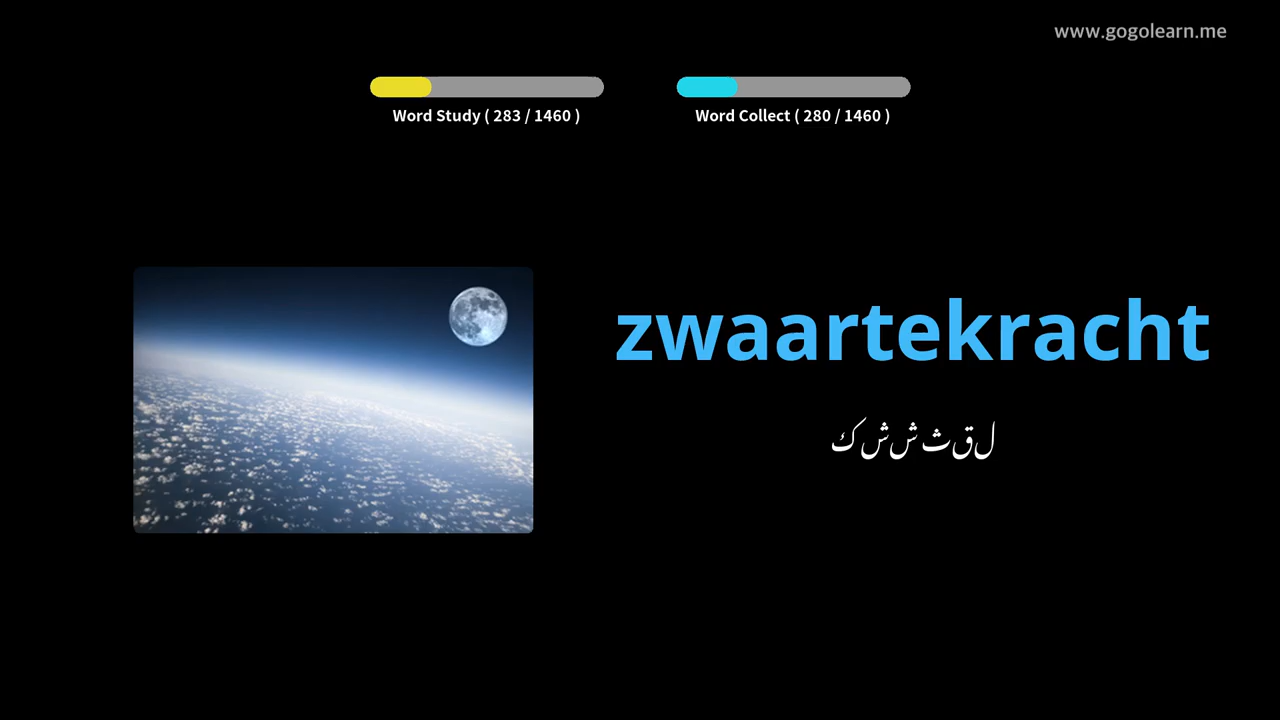 www.gogolearn.me
Word Study ( 283 / 1460 )
Word Collect ( 280 / 1460 )
zwaartekracht
ل ق ث ش ش ك